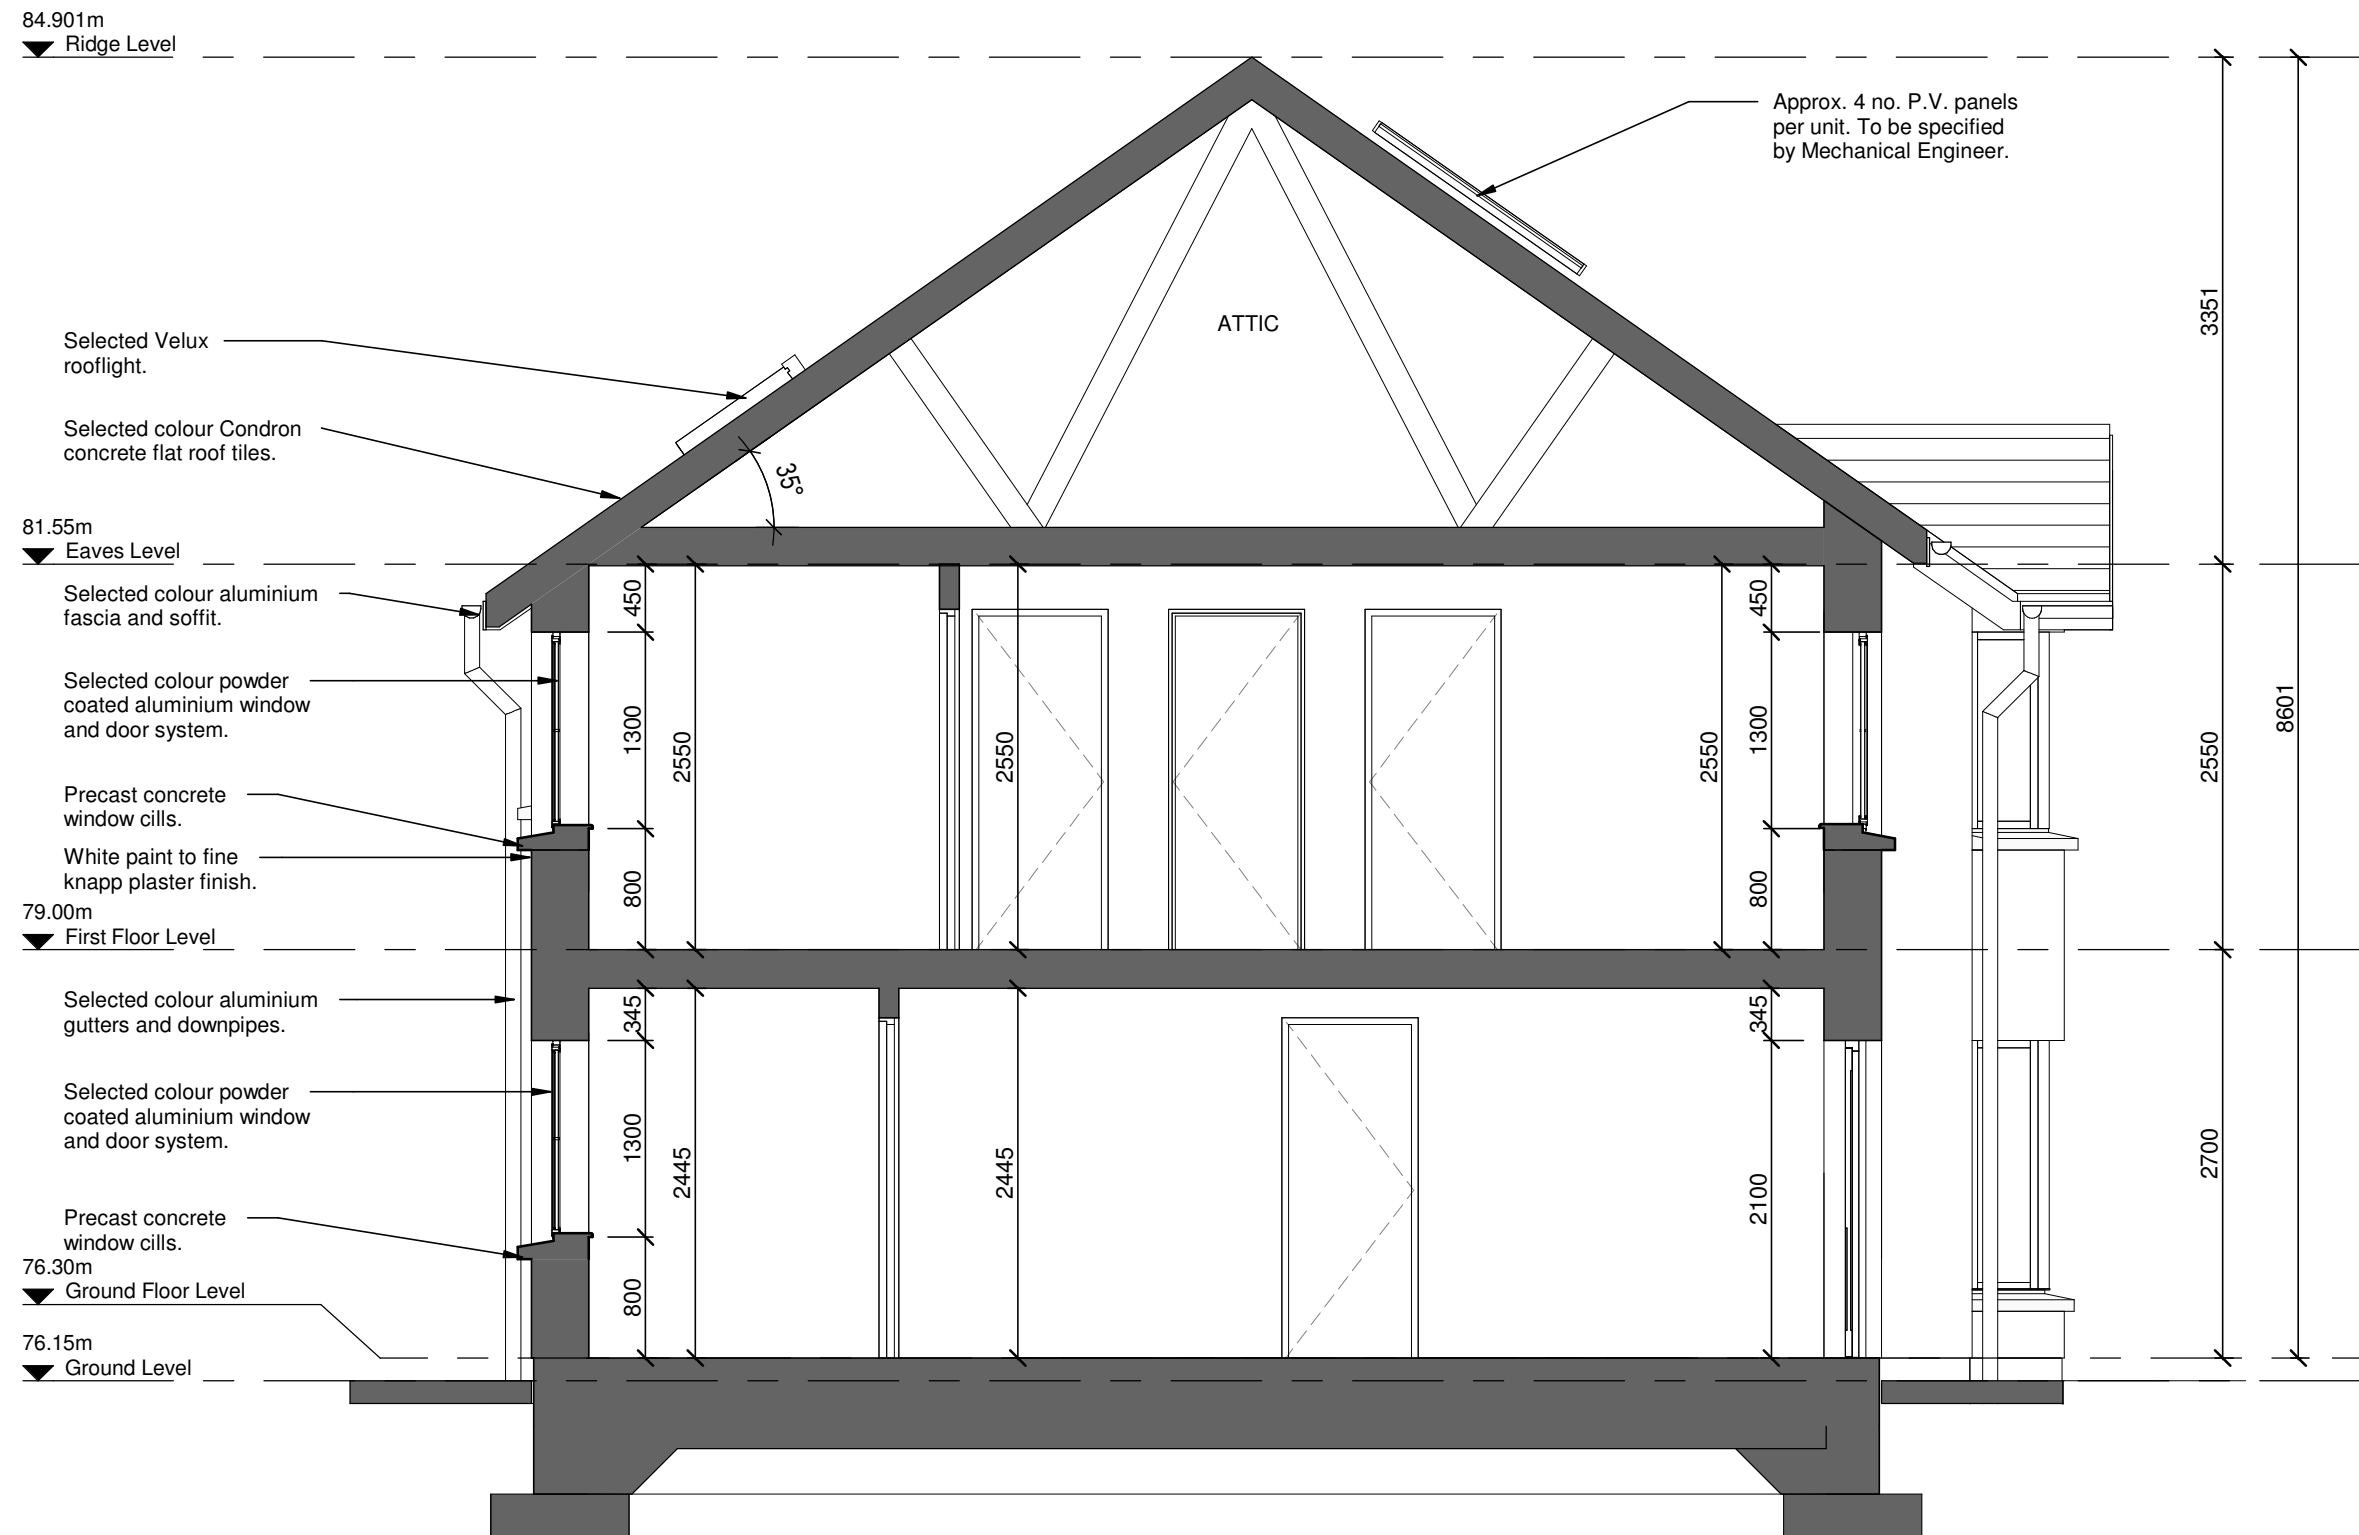 84.901m
Ridge Level
Approx. 4 no. P.V. panels
per unit. To be specified
by Mechanical Engineer.
3351
ATTIC
Selected Velux
rooflight.
Selected colour Condron
concrete flat roof tiles.
35°
81.55m
Eaves Level
Selected colour aluminium
fascia and soffit.
450
450
Selected colour powder
coated aluminium window
and door system.
8601
1300
2550
2550
2550
1300
2550
Precast concrete
window cills.
White paint to fine
knapp plaster finish.
800
800
79.00m
First Floor Level
Selected colour aluminium
gutters and downpipes.
345
345
Selected colour powder
coated aluminium window
and door system.
1300
2445
2445
2100
2700
Precast concrete
window cills.
76.30m
Ground Floor Level
800
76.15m
Ground Level